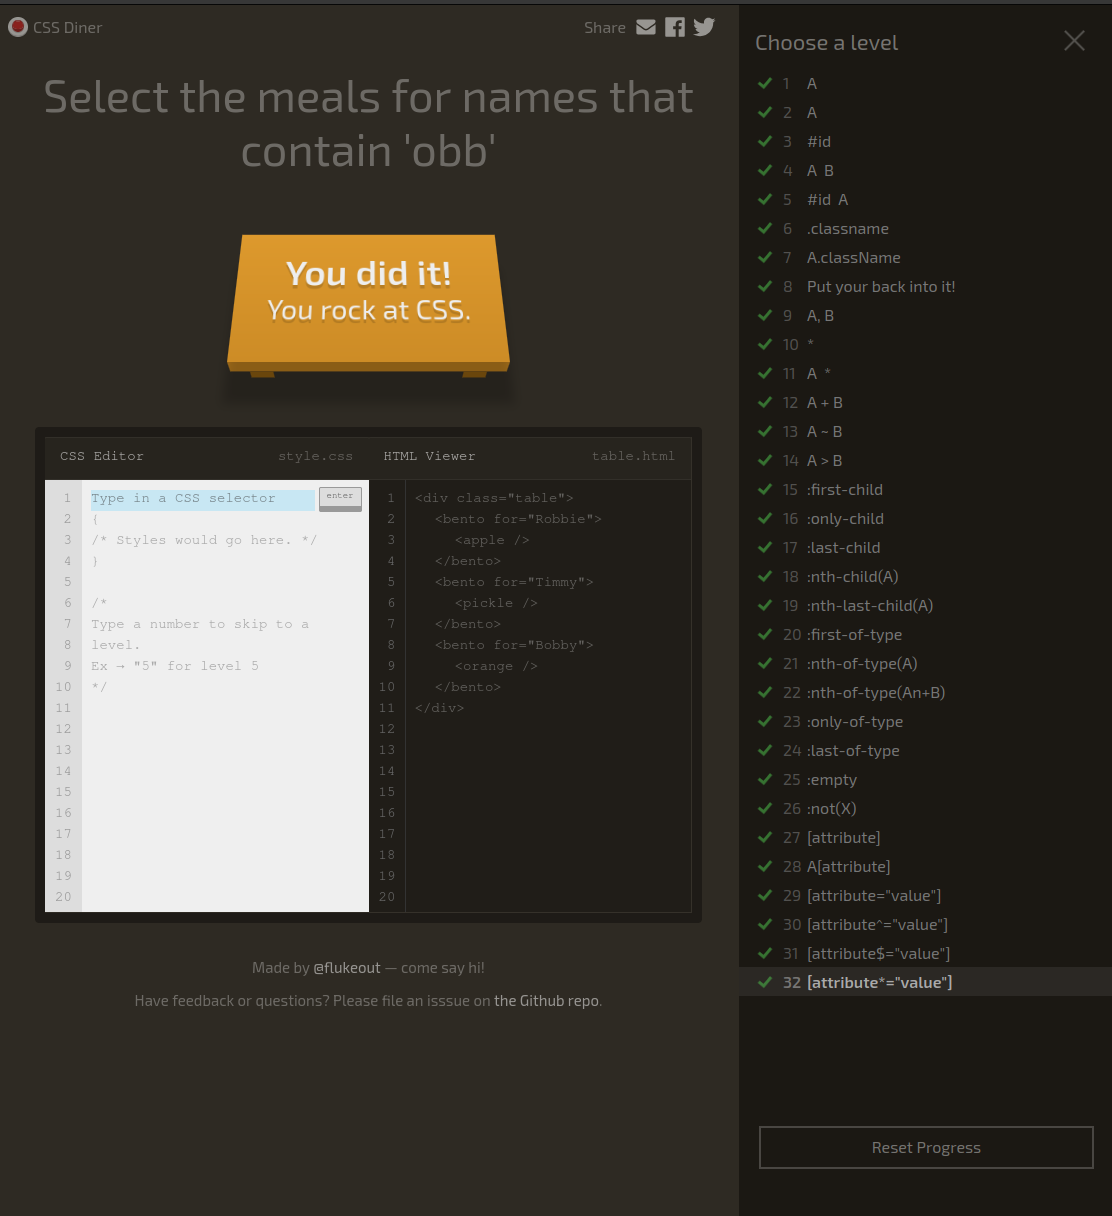 CSS Diner
Share
Select the meals for names that
contain 'obb'
You did it!
You rock at CSS.
CSS Editor
style.css
HTML Viewer
table.html
1 Type in a CSS selector
enter
2 {
3 /* Styles would go here. */
4 }
5
6 /*
7 Type a number to skip to a
8 level.
9 Ex → "5" for level 5
10 */
11
12
13
14
15
16
17
18
19
20
1 <div class="table">
2 <bento for="Robbie">
3 <apple />
4 </bento>
5 <bento for="Timmy">
6 <pickle />
7 </bento>
8 <bento for="Bobby">
9 <orange />
10 </bento>
11 </div>
12
13
14
15
16
17
18
19
20
Made by @flukeout — come say hi!
Have feedback or questions? Please file an isssue on the Github repo.
Choose a level
1 A
2 A
3 #id
4 A B
5 #id A
6 .classname
7 A.className
8 Put your back into it!
9 A, B
10 *
11 A *
12 A + B
13 A ~ B
14 A > B
15 :first-child
16 :only-child
17 :last-child
18 :nth-child(A)
19 :nth-last-child(A)
20 :first-of-type
21 :nth-of-type(A)
22 :nth-of-type(An+B)
23 :only-of-type
24 :last-of-type
25 :empty
26 :not(X)
27 [attribute]
28 A[attribute]
29 [attribute="value"]
30 [attribute^="value"]
31 [attribute$="value"]
32 [attribute*="value"]
Reset Progress